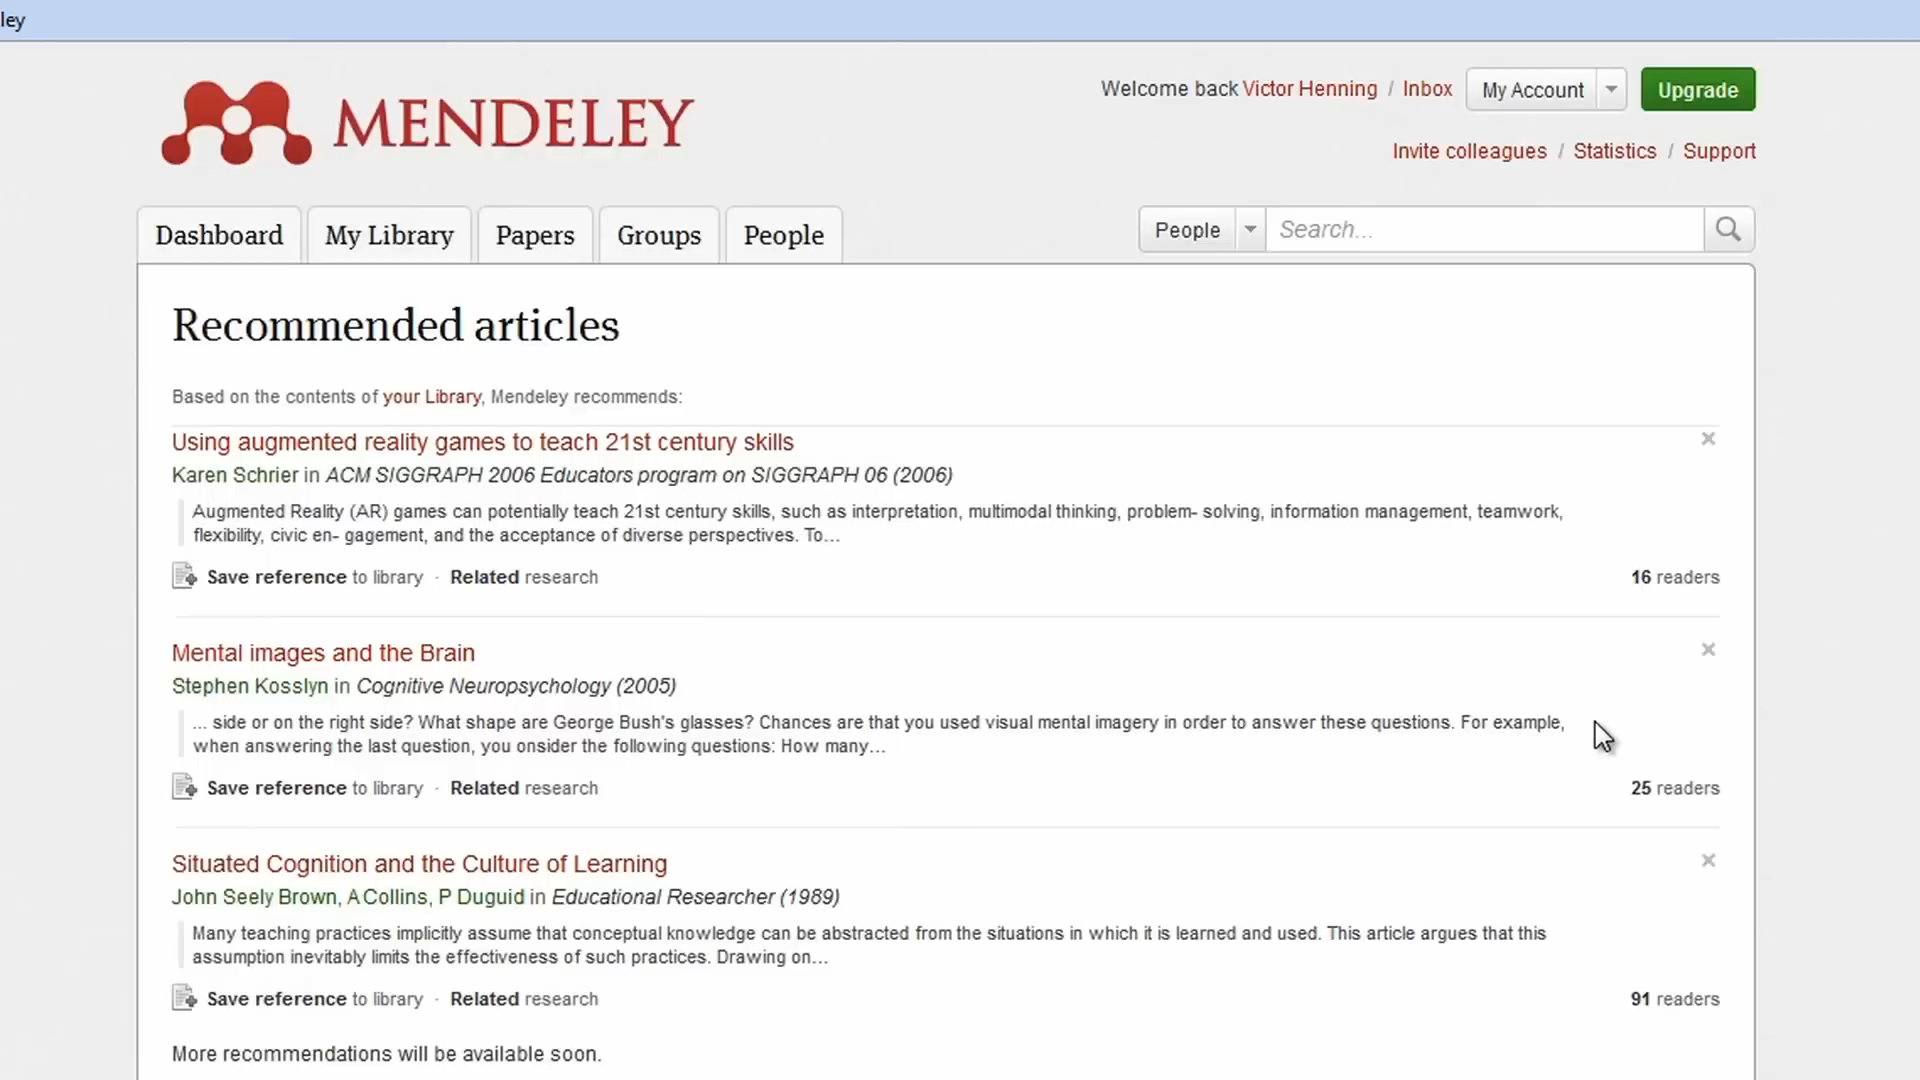 ley
MENDELEY
Welcome back Victor Henning / Inbox
My Account
Upgrade
Invite colleagues / Statistics / Support
Dashboard
My Library
Papers
Groups
People
People
Search...
Recommended articles
Based on the contents of your Library, Mendeley recommends:
Using augmented reality games to teach 21st century skills
Karen Schrier in ACM SIGGRAPH 2006 Educators program on SIGGRAPH 06 (2006)
Augmented Reality (AR) games can potentially teach 21st century skills, such as interpretation, multimodal thinking, problem- solving, information management, teamwork,
flexibility, civic en- gagement, and the acceptance of diverse perspectives. To...
Save reference to library · Related research
16 readers
Mental images and the Brain
Stephen Kosslyn in Cognitive Neuropsychology (2005)
... side or on the right side? What shape are George Bush's glasses? Chances are that you used visual mental imagery in order to answer these questions. For example,
when answering the last question, you onsider the following questions: How many...
Save reference to library · Related research
25 readers
Situated Cognition and the Culture of Learning
John Seely Brown, A Collins, P Duguid in Educational Researcher (1989)
Many teaching practices implicitly assume that conceptual knowledge can be abstracted from the situations in which it is learned and used. This article argues that this
assumption inevitably limits the effectiveness of such practices. Drawing on...
Save reference to library · Related research
91 readers
More recommendations will be available soon.